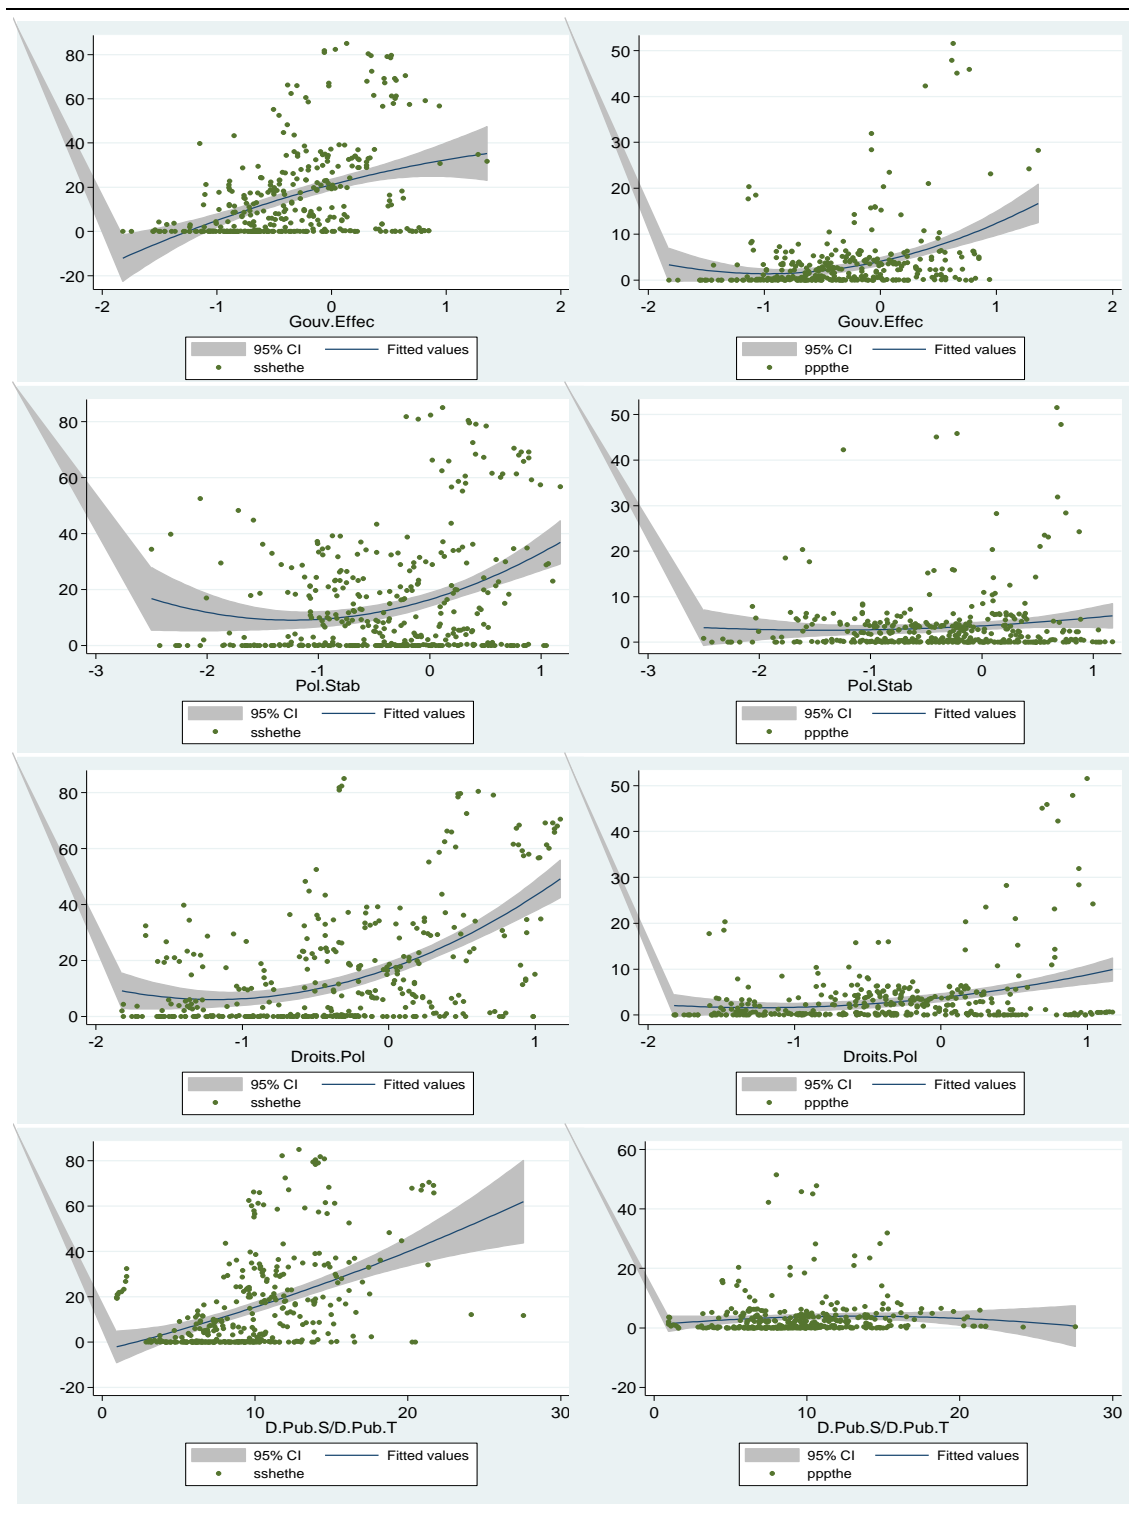 80
60
40
20
0
-20
-2 -1 0 1 2
Gouv.Effec
95% CI Fitted values
sshethe
50
40
30
20
10
0
-2 -1 0 1 2
Gouv.Effec
95% CI Fitted values
pppthe
80
60
40
20
0
-3 -2 -1 0 1
Pol.Stab
95% CI Fitted values
sshethe
50
40
30
20
10
0
-3 -2 -1 0 1
Pol.Stab
95% CI Fitted values
pppthe
80
60
40
20
0
-2 -1 0 1
Droits.Pol
95% CI Fitted values
sshethe
50
40
30
20
10
0
-2 -1 0 1
Droits.Pol
95% CI Fitted values
pppthe
80
60
40
20
0
-20
0 10 20 30
D.Pub.S/D.Pub.T
95% CI Fitted values
sshethe
60
40
20
0
-20
0 10 20 30
D.Pub.S/D.Pub.T
95% CI Fitted values
pppthe